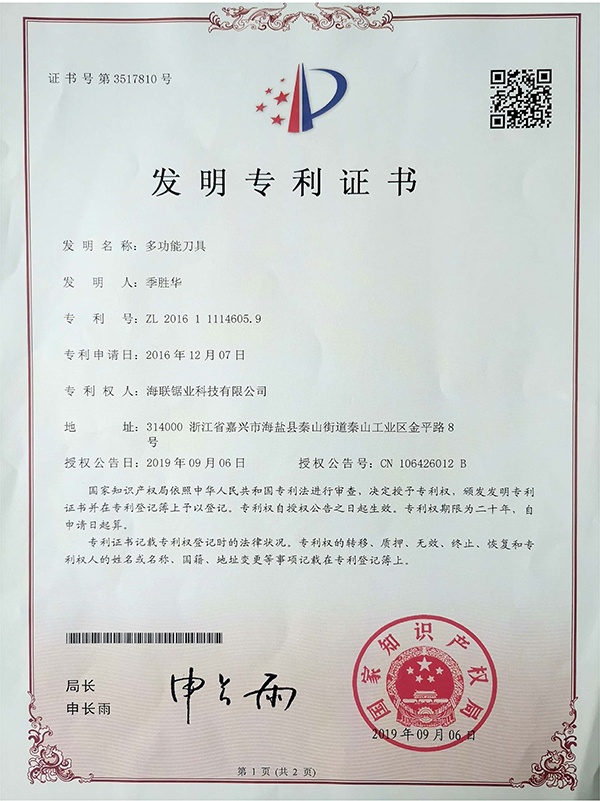 证书号第3517810号
发明专利证书
发明名称：多功能刀具
发明人：季胜华
专利号：ZL 2016 1 1114605.9
专利申请日：2016年12月07日
专利权人：海联锯业科技有限公司
地址：314000 浙江省嘉兴市海盐县秦山街道秦山工业区金平路8
号
授权公告日：2019年09月06日 授权公告号：CN 106426012 B
国家知识产权局依照中华人民共和国专利法进行审查，决定授予专利权，颁发发明专利
证书并在专利登记簿上予以登记。专利权自授权公告之日起生效。专利权期限为二十年，自
申请日起算。
专利证书记载专利权登记时的法律状况。专利权的转移、质押、无效、终止、恢复和专
利权人的姓名或名称、国籍、地址变更等事项记载在专利登记簿上。
局长
申长雨
申长雨
国家知识产权局
2019年09月06日
第1页(共2页)